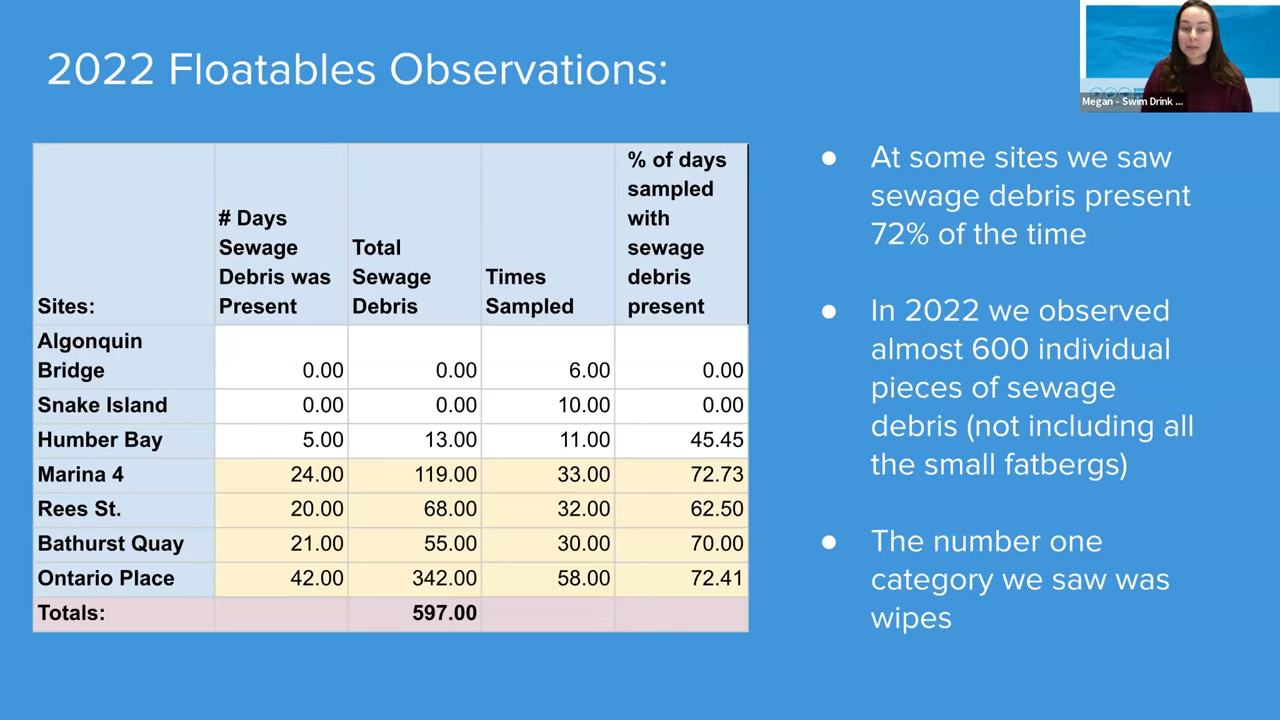 2022 Floatables Observations:
Megan - Swim Drink ...
Sites:
# Days
Sewage
Debris was
Present
Total
Sewage
Debris
Times
Sampled
% of days
sampled
with
sewage
debris
present
Algonquin
Bridge 0.00 0.00 6.00 0.00
Snake Island 0.00 0.00 10.00 0.00
Humber Bay 5.00 13.00 11.00 45.45
Marina 4 24.00 119.00 33.00 72.73
Rees St. 20.00 68.00 32.00 62.50
Bathurst Quay 21.00 55.00 30.00 70.00
Ontario Place 42.00 342.00 58.00 72.41
Totals: 597.00
● At some sites we saw
sewage debris present
72% of the time
● In 2022 we observed
almost 600 individual
pieces of sewage
debris (not including all
the small fatbergs)
● The number one
category we saw was
wipes